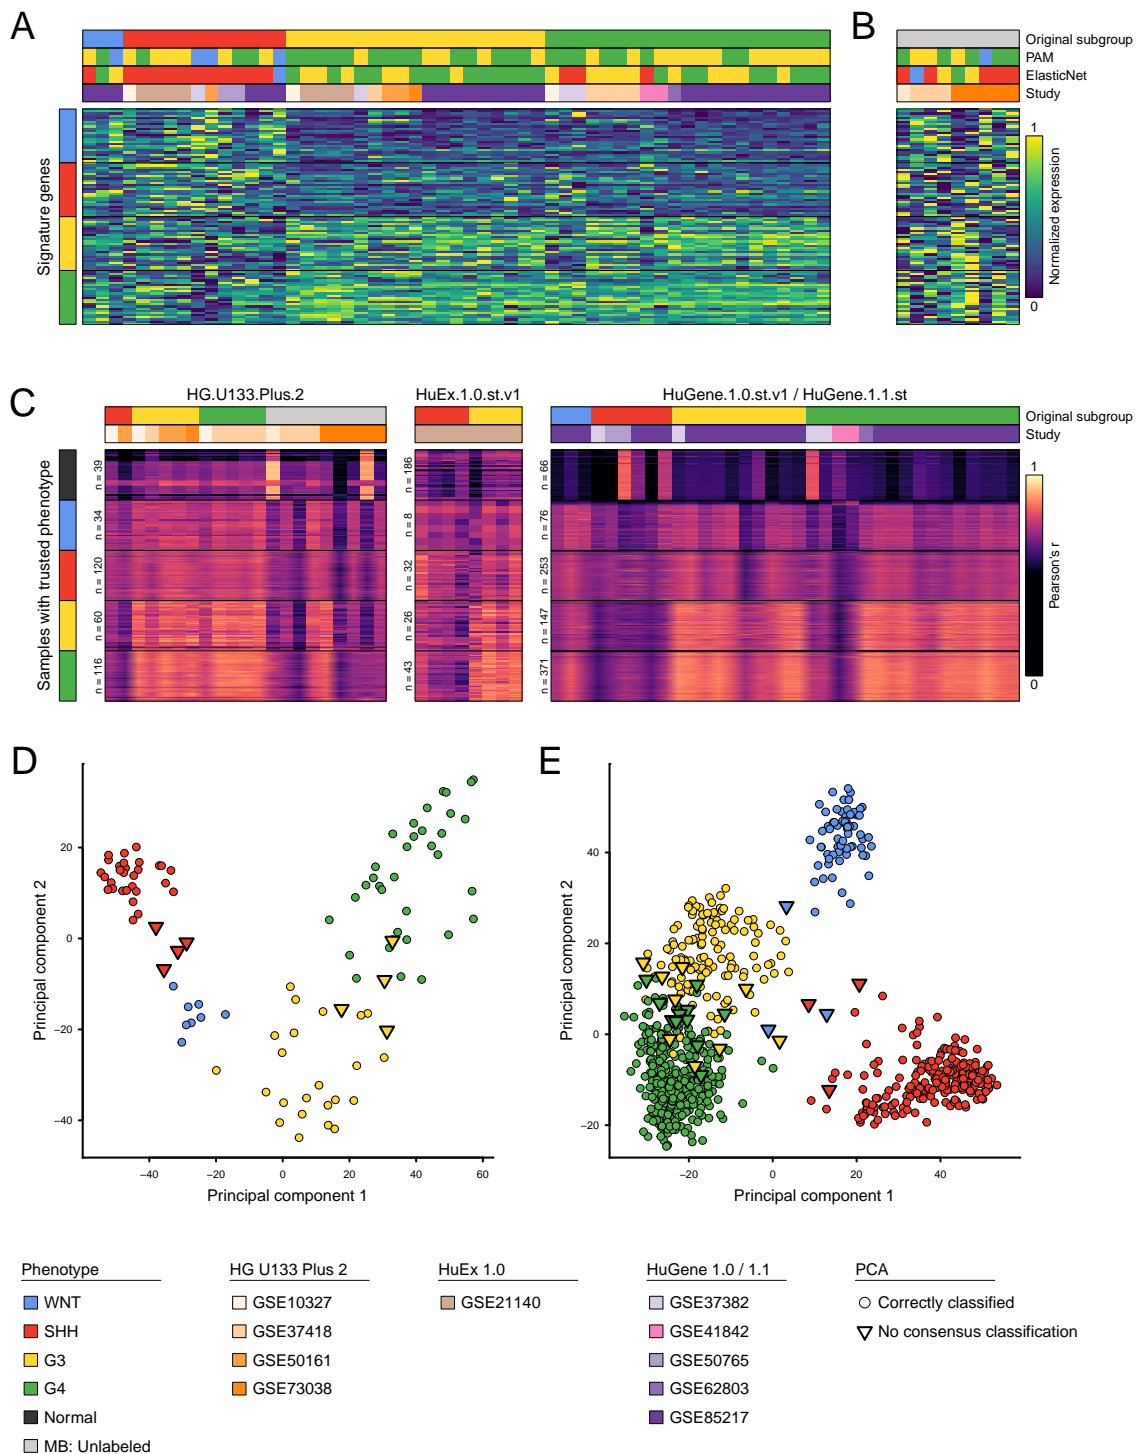 A
B
Original subgroup
PAM
ElasticNet
Study
Signature genes
1
Normalized expression
0
C
HG.U133.Plus.2
HuEx.1.0.st.v1
HuGene.1.0.st.v1 / HuGene.1.1.st
Original subgroup
Study
Samples with trusted phenotype
n = 39
n = 34
n = 120
n = 60
n = 116
n = 186
n = 8
n = 32
n = 26
n = 43
n = 66
n = 76
n = 253
n = 147
n = 371
1
Pearson's r
0
D
Principal component 2
20
0
−20
−40
−40
−20
0
20
40
60
Principal component 1
E
Principal component 2
40
20
0
−20
−20
0
20
40
Principal component 1
Phenotype
WNT
SHH
G3
G4
Normal
MB: Unlabeled
HG U133 Plus 2
GSE10327
GSE37418
GSE50161
GSE73038
HuEx 1.0
GSE21140
HuGene 1.0 / 1.1
GSE37382
GSE41842
GSE50765
GSE62803
GSE85217
PCA
Correctly classified
No consensus classification